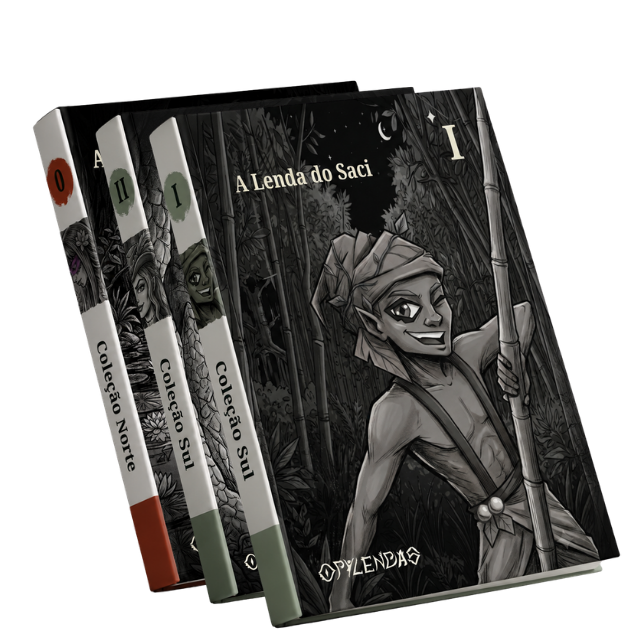 0
Coleção Norte
A
II
Coleção Sul
I
Coleção Sul
A Lenda do Saci
I
OPYLENDAS